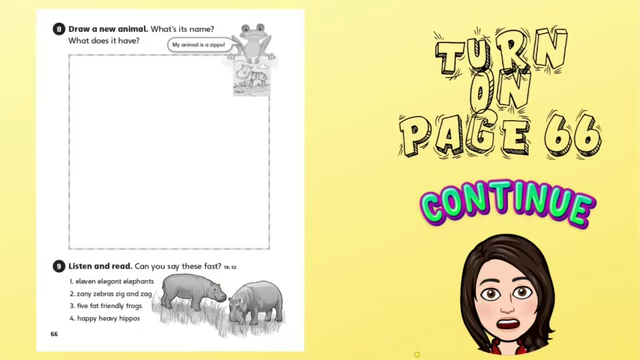 8 Draw a new animal. What's its name?
What does it have?
My animal is a zippo!
9 Listen and read. Can you say these fast?
1. eleven elegant elephants
2. zany zebras zig and zag
3. five fat friendly frogs
4. happy heavy hippos
66
TURN
ON
PAGE 66
CONTINUE